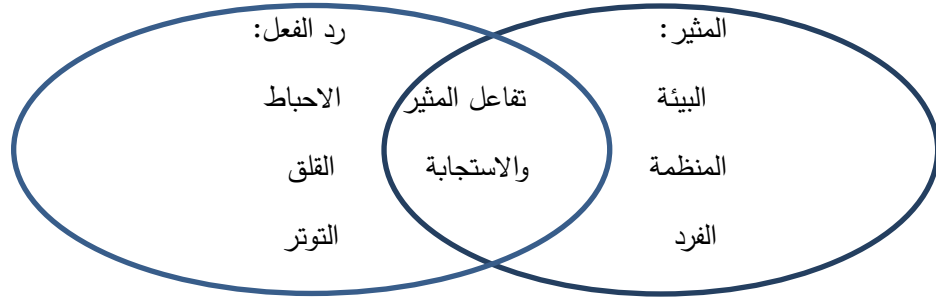 المثير:
رد الفعل:
البيئة
تفاعل المثير
الاحباط
المنظمة
والاستجابة
القلق
الفرد
التوتر